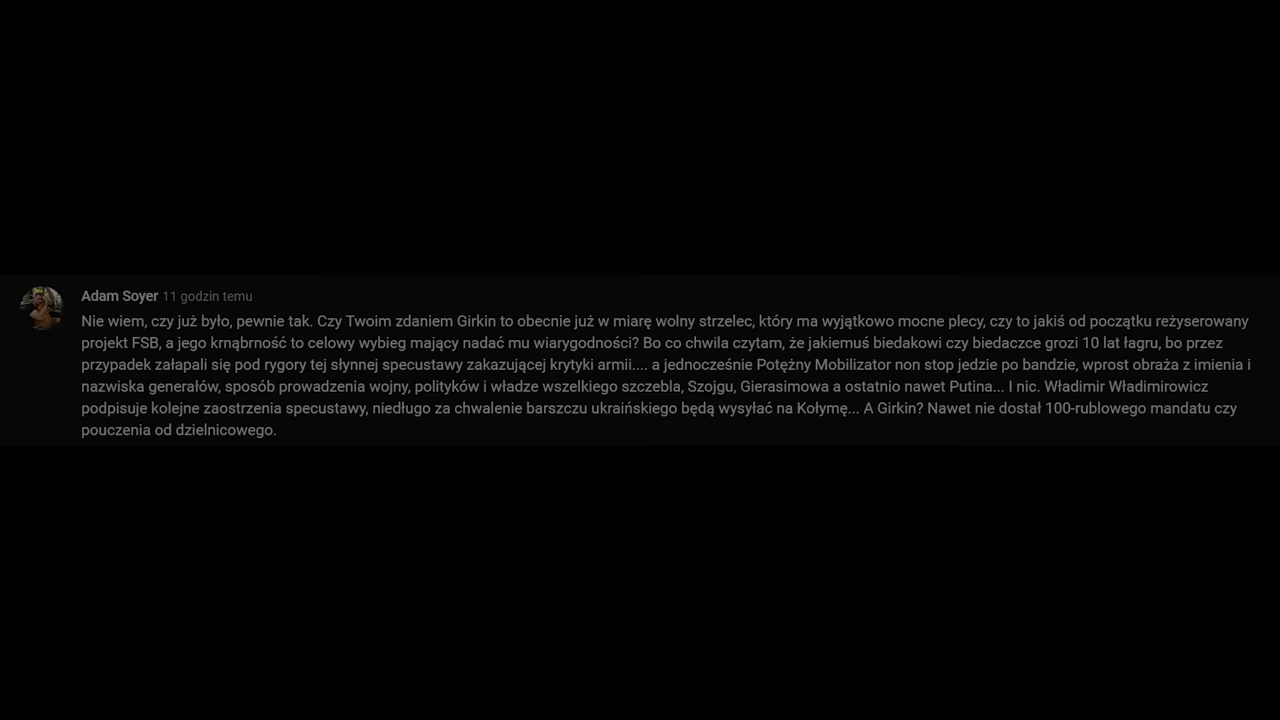 Adam Soyer 11 godzin temu
Nie wiem, czy już było, pewnie tak. Czy Twoim zdaniem Girkin to obecnie już w miarę wolny strzelec, który ma wyjątkowo mocne plecy, czy to jakiś od początku reżyserowany
projekt FSB, a jego krnąbrność to celowy wybieg mający nadać mu wiarygodności? Bo co chwila czytam, że jakiemuś biedakowi czy biedaczce grozi 10 lat łagru, bo przez
przypadek załapali się pod rygory tej słynnej specustawy zakazującej krytyki armii.... a jednocześnie Potężny Mobilizator non stop jedzie po bandzie, wprost obraża z imienia i
nazwiska generałów, sposób prowadzenia wojny, polityków i władze wszelkiego szczebla, Szojgu, Gierasimowa a ostatnio nawet Putina... I nic. Władimir Władimirowicz
podpisuje kolejne zaostrzenia specustawy, niedługo za chwalenie barszczu ukraińskiego będą wysyłać na Kołymę... A Girkin? Nawet nie dostał 100-rublowego mandatu czy
pouczenia od dzielnicowego.